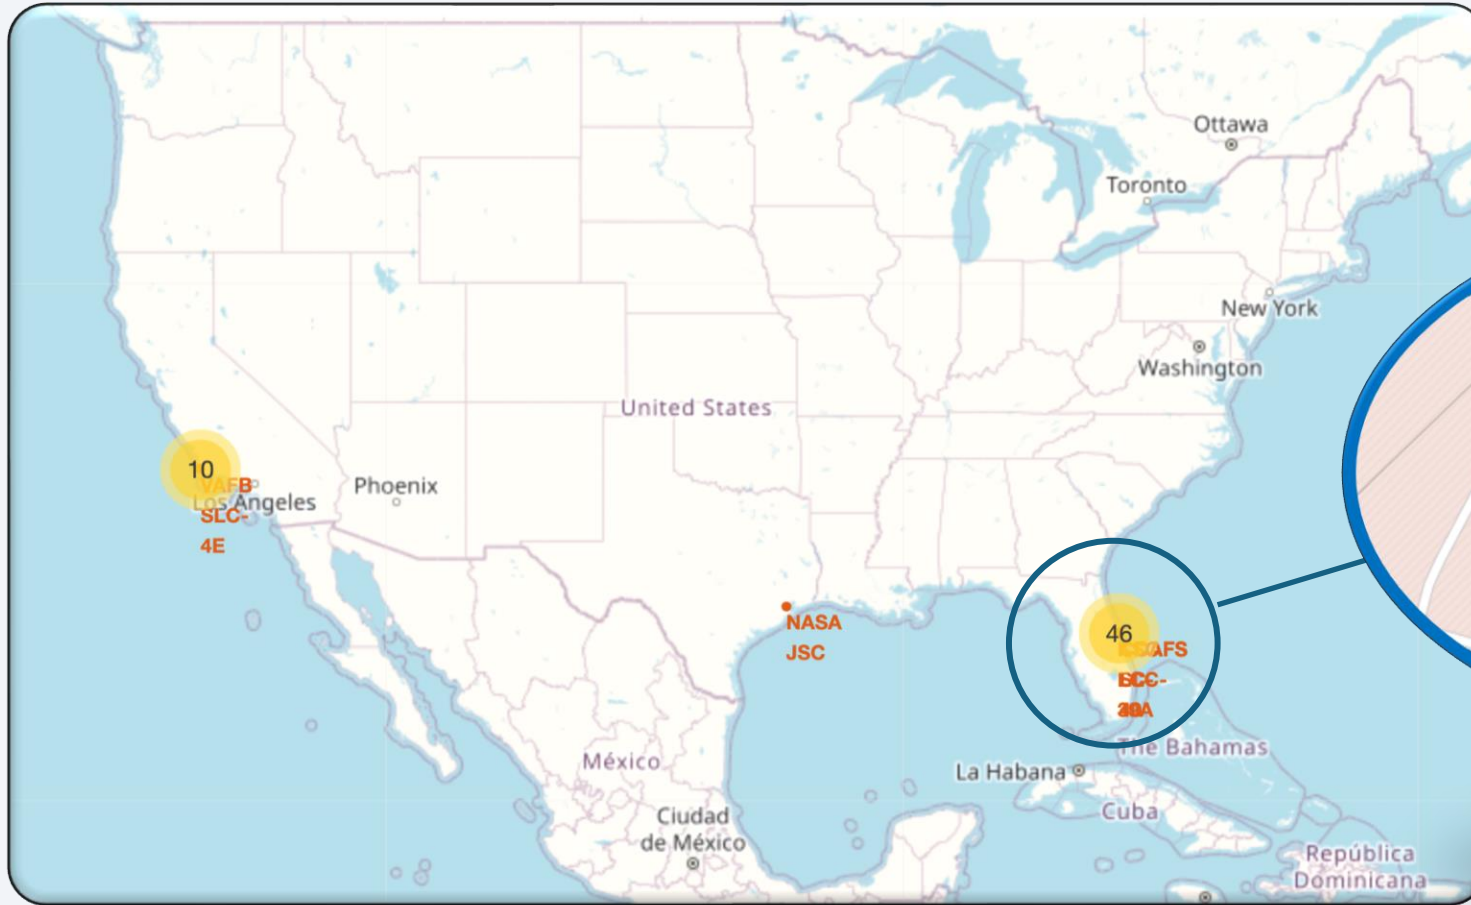 Ottawa
Toronto
New York
Washington
United States
10
VAFB
Los Angeles
SLC-
4E
Phoenix
NASA
JSC
46
The Bahamas
La Habana
México
Cuba
Ciudad
de México
República
Dominicana